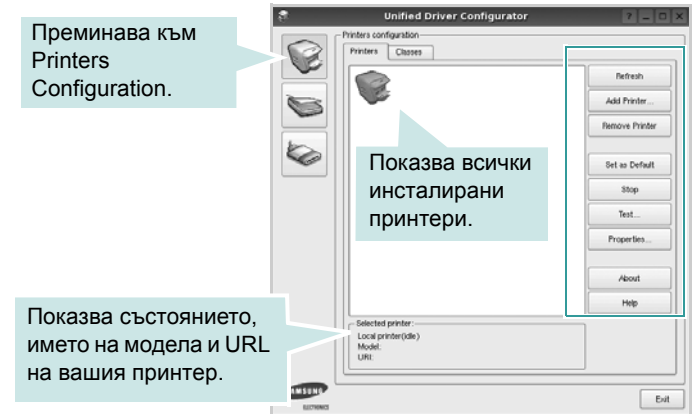 Unified Driver Configurator
Преминава към
Printers
Configuration.
Printers configuration
Printers
Classes
Refresh
Add Printer...
Remove Printer
Set as Default
Stop
Test...
Properties...
About
Help
Показва всички
инсталирани
принтери.
Показва състоянието,
името на модела и URL
на вашия принтер.
Selected printer:
Local printer(idle)
Model:
URI:
AMSUNG
ELECTRONICS
Exit